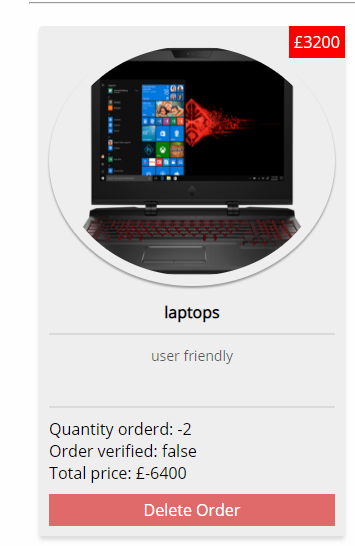 £3200
laptops
user friendly
Quantity orderd: -2
Order verified: false
Total price: £-6400
Delete Order